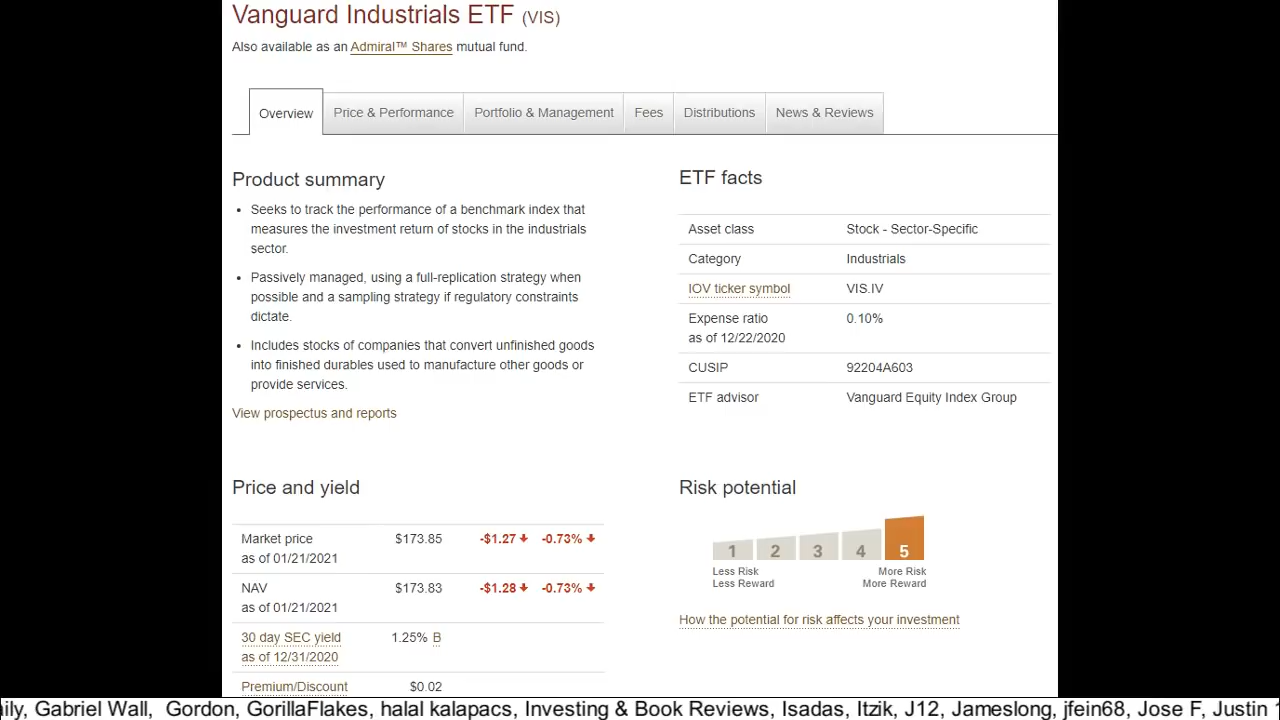 Vanguard Industrials ETF (VIS)
Also available as an Admiral™ Shares mutual fund.
Overview
Price & Performance
Portfolio & Management
Fees
Distributions
News & Reviews
Product summary
• Seeks to track the performance of a benchmark index that
measures the investment return of stocks in the industrials
sector.
• Passively managed, using a full-replication strategy when
possible and a sampling strategy if regulatory constraints
dictate.
• Includes stocks of companies that convert unfinished goods
into finished durables used to manufacture other goods or
provide services.
View prospectus and reports
ETF facts
Asset class Stock - Sector-Specific
Category Industrials
IOV ticker symbol VIS.IV
Expense ratio 0.10%
as of 12/22/2020
CUSIP 92204A603
ETF advisor Vanguard Equity Index Group
Price and yield
Market price $173.85 -$1.27 -0.73%
as of 01/21/2021
NAV $173.83 -$1.28 -0.73%
as of 01/21/2021
30 day SEC yield 1.25% B
as of 12/31/2020
Premium/Discount $0.02
Risk potential
1 2 3 4 5
Less Risk More Risk
Less Reward More Reward
How the potential for risk affects your investment
ily, Gabriel Wall, Gordon, GorillaFlakes, halal kalapacs, Investing & Book Reviews, Isadas, Itzik, J12, Jameslong, jfein68, Jose F, Justin